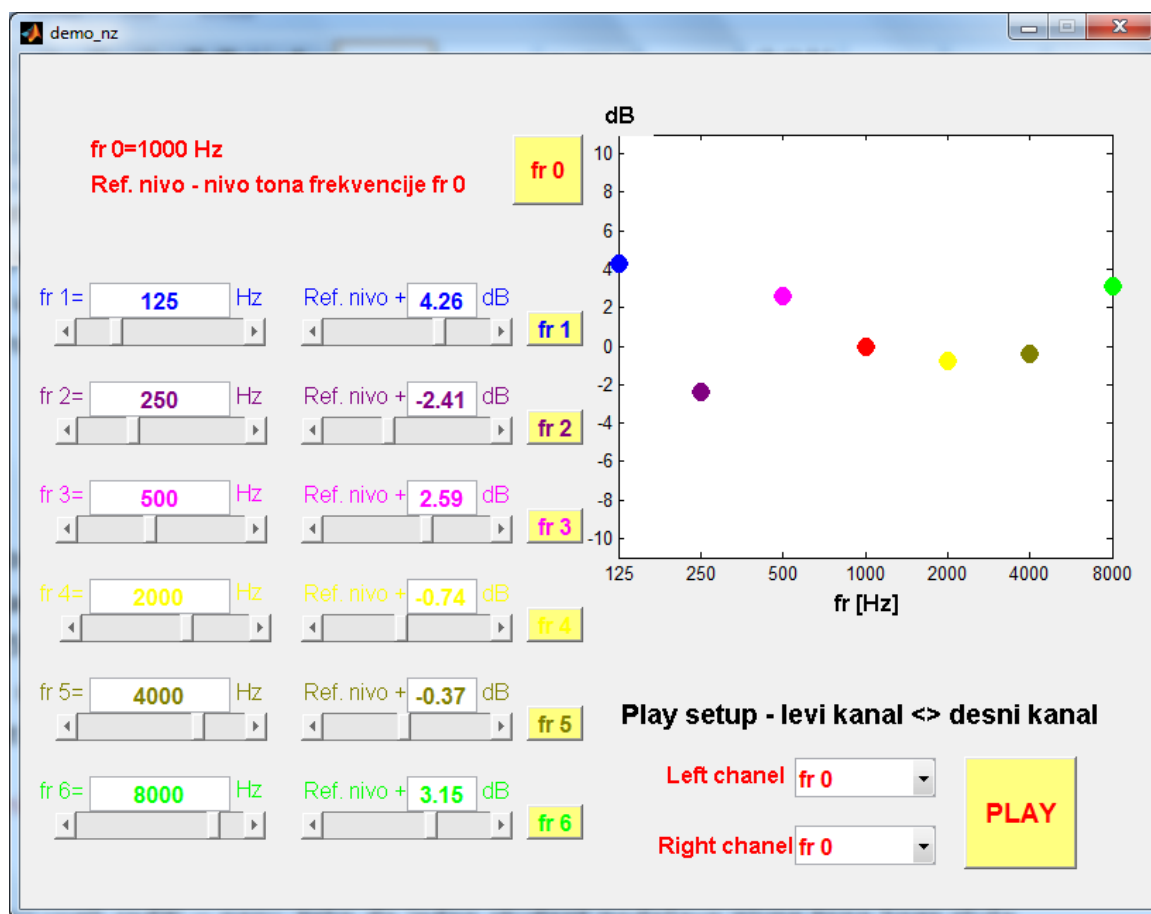 demo_nz
fr 0=1000 Hz
Ref. nivo - nivo tona frekvencije fr 0
fr 0
fr 1= 125 Hz Ref. nivo + 4.26 dB
fr 1
fr 2= 250 Hz Ref. nivo + -2.41 dB
fr 2
fr 3= 500 Hz Ref. nivo + 2.59 dB
fr 3
fr 4= 2000 Hz Ref. nivo + -0.74 dB
fr 4
fr 5= 4000 Hz Ref. nivo + -0.37 dB
fr 5
fr 6= 8000 Hz Ref. nivo + 3.15 dB
fr 6
dB
10
8
6
4
2
0
-2
-4
-6
-8
-10
125 250 500 1000 2000 4000 8000
fr [Hz]
Play setup - levi kanal <> desni kanal
Left chanel fr 0
Right chanel fr 0
PLAY